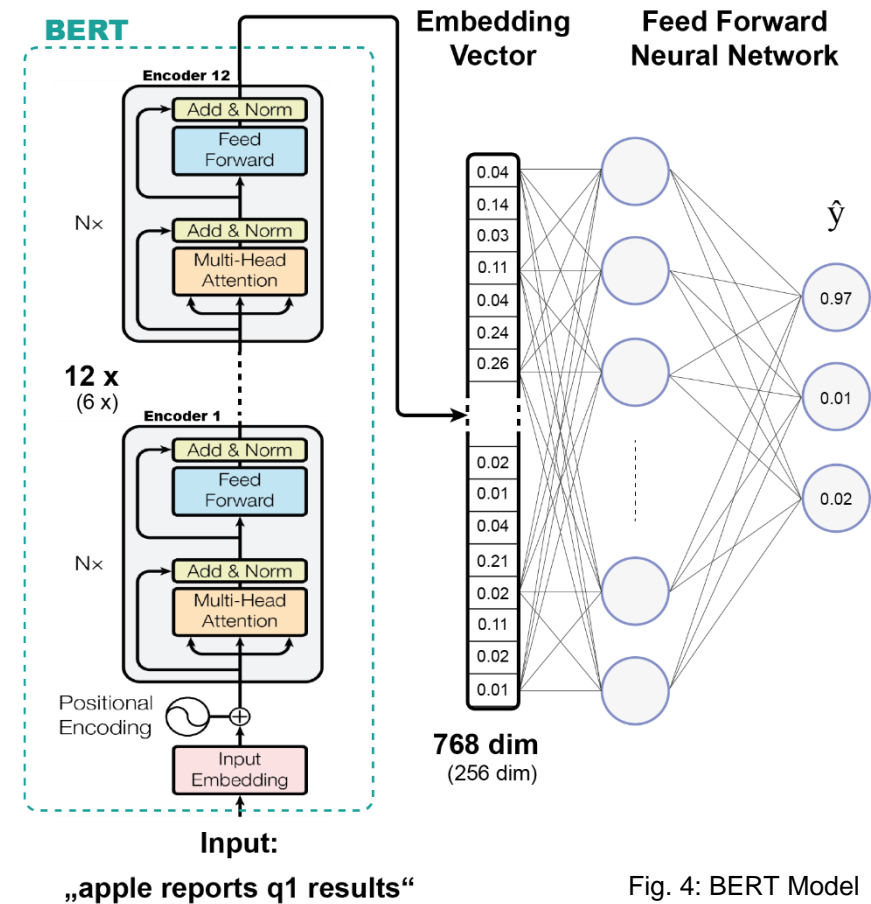 BERT
Encoder 12
Add & Norm
Feed
Forward
Nx
Add & Norm
Multi-Head
Attention
12 x
(6 x)
Encoder 1
Add & Norm
Feed
Forward
Nx
Add & Norm
Multi-Head
Attention
Positional
Encoding
Input
Embedding
Input:
„apple reports q1 results“
Embedding
Vector
0.04
0.14
0.03
0.11
0.04
0.24
0.26
0.02
0.01
0.04
0.21
0.02
0.11
0.02
0.01
768 dim
(256 dim)
Feed Forward
Neural Network
ŷ
0.97
0.01
0.02
Fig. 4: BERT Model